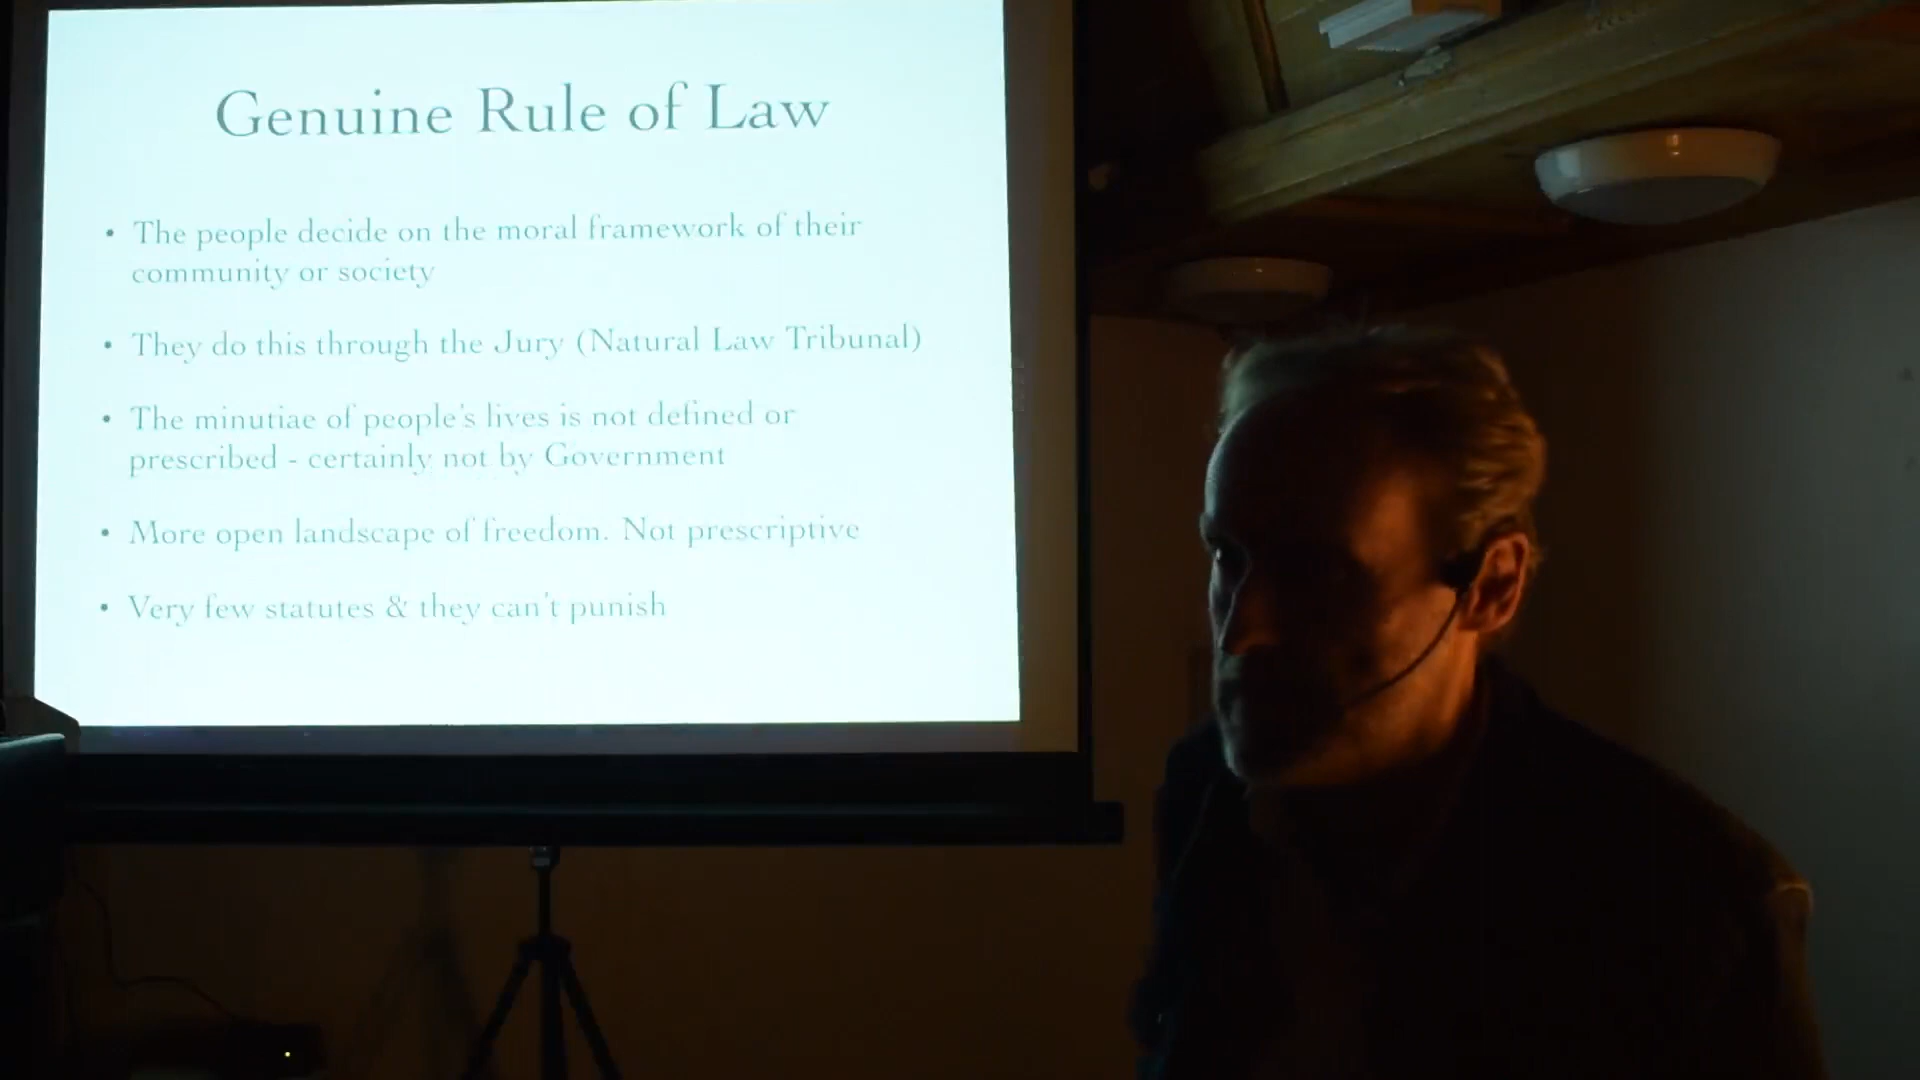 Genuine Rule of Law
• The people decide on the moral framework of their
community or society
• They do this through the Jury (Natural Law Tribunal)
• The minutiae of people's lives is not defined or
prescribed - certainly not by Government
• More open landscape of freedom. Not prescriptive
• Very few statutes & they can't punish